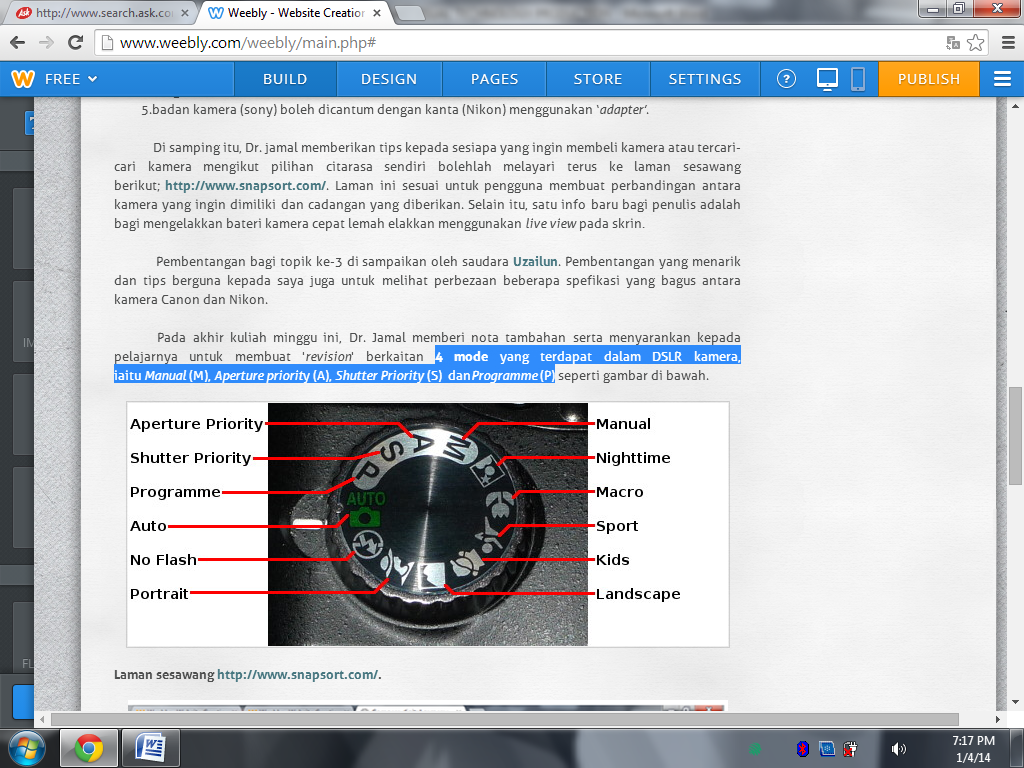 http://www.search.ask.co
Weebly - Website Creation
www.weebly.com/weebly/main.php#
W FREE BUILD DESIGN PAGES STORE SETTINGS ? PUBLISH
5.badan kamera (sony) boleh dicantum dengan kanta (Nikon) menggunakan ‘adapter’.
Di samping itu, Dr. jamal memberikan tips kepada sesiapa yang ingin membeli kamera atau tercari-
cari kamera mengikut pilihan citarasa sendiri bolehlah melayari terus ke laman sesawang
berikut; http://www.snapsort.com/. Laman ini sesuai untuk pengguna membuat perbandingan antara
kamera yang ingin dimiliki dan cadangan yang diberikan. Selain itu, satu info baru bagi penulis adalah
bagi mengelakkan bateri kamera cepat lemah elakkan menggunakan live view pada skrin.
Pembentangan bagi topik ke-3 di sampaikan oleh saudara Uzailun. Pembentangan yang menarik
dan tips berguna kepada saya juga untuk melihat perbezaan beberapa spefikasi yang bagus antara
kamera Canon dan Nikon.
Pada akhir kuliah minggu ini, Dr. Jamal memberi nota tambahan serta menyarankan kepada
pelajarnya untuk membuat 'revision' berkaitan 4 mode yang terdapat dalam DSLR kamera,
iaitu Manual (M), Aperture priority (A), Shutter Priority (S) dan Programme (P) seperti gambar di bawah.
Aperture Priority
Shutter Priority
Programme
Auto
No Flash
Portrait
A
M
S
P
AUTO
Manual
Nighttime
Macro
Sport
Kids
Landscape
Laman sesawang http://www.snapsort.com/.
7:17 PM
1/4/14